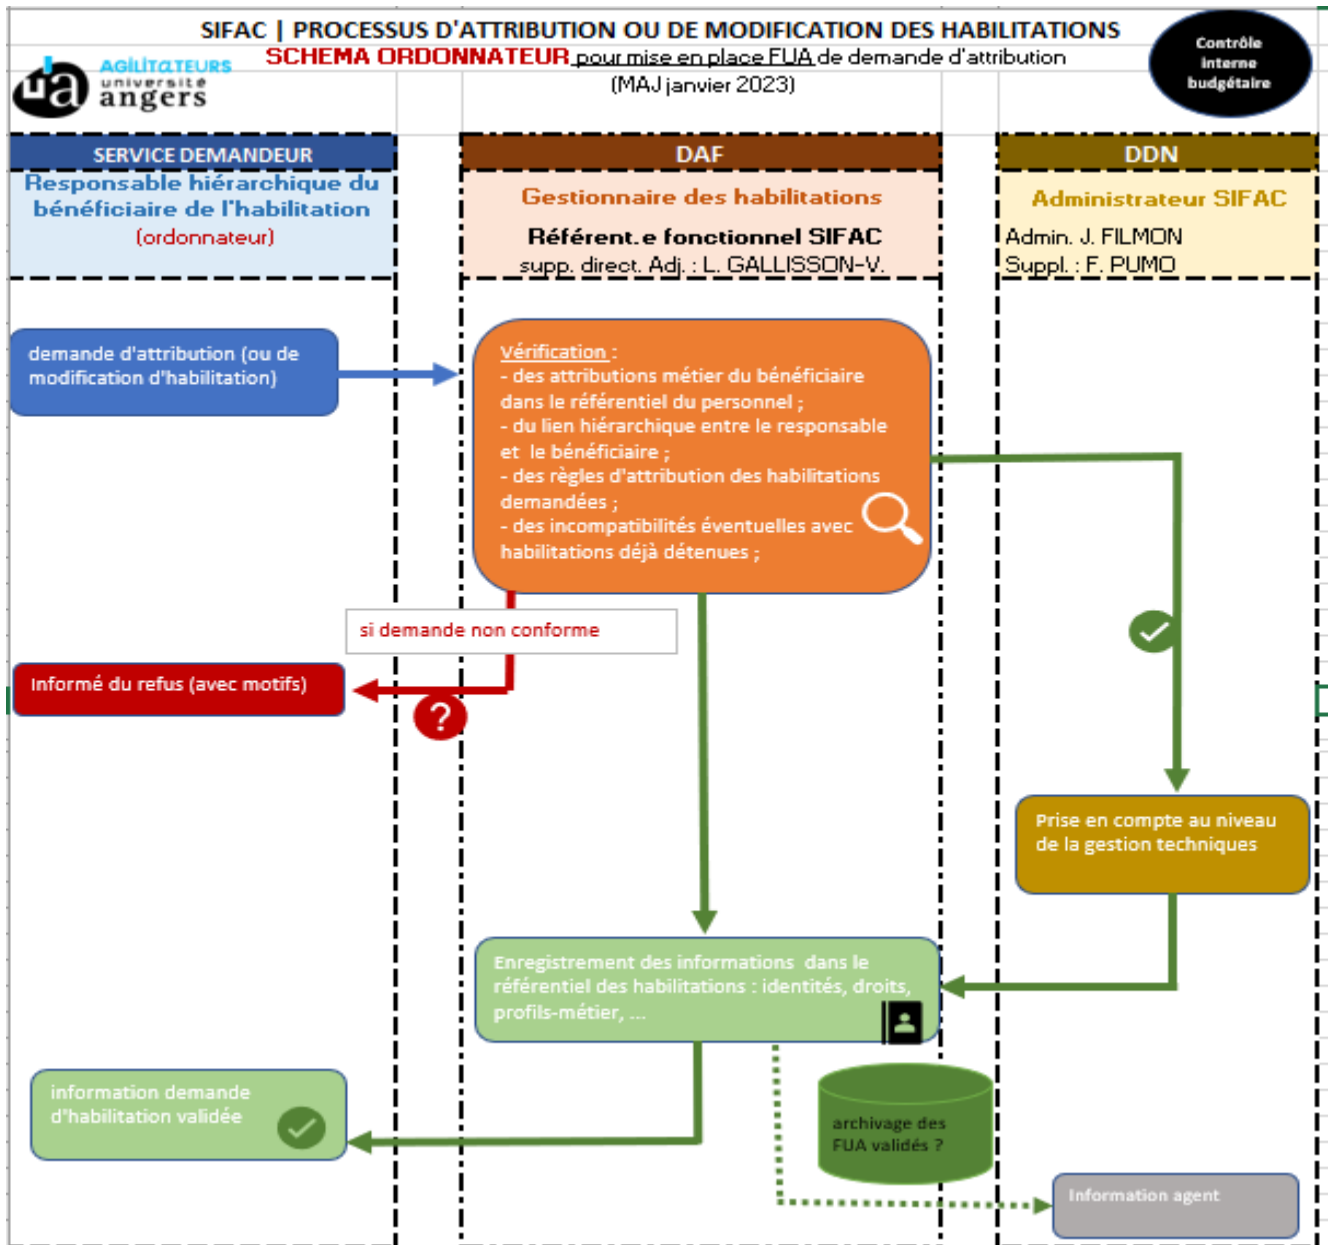 SIFAC | PROCESSUS D'ATTRIBUTION OU DE MODIFICATION DES HABILITATIONS
SCHEMA ORDONNATEUR pour mise en place FUA de demande d'attribution
(MAJ janvier 2023)
Contrôle
interne
budgétaire
ua
AGILITATEURS
université
angers
SERVICE DEMANDEUR
Responsable hiérarchique du
bénéficiaire de l'habilitation
(ordonnateur)
DAF
Gestionnaire des habilitations
Référent.e fonctionnel SIFAC
supp. direct. Adj. : L. GALLISSON-V.
DDN
Administrateur SIFAC
Admin. J. FILMON
Suppl. : F. PUMO
demande d'attribution (ou de
modification d'habilitation)
Vérification :
- des attributions métier du bénéficiaire
dans le référentiel du personnel ;
- du lien hiérarchique entre le responsable
et le bénéficiaire ;
- des règles d'attribution des habilitations
demandées ;
- des incompatibilités éventuelles avec
habilitations déjà détenues ;
si demande non conforme
Informé du refus (avec motifs)
?
Prise en compte au niveau
de la gestion techniques
Enregistrement des informations dans le
référentiel des habilitations : identités, droits,
profils-métier, ...
information demande
d'habilitation validée
archivage des
FUA validés ?
Information agent